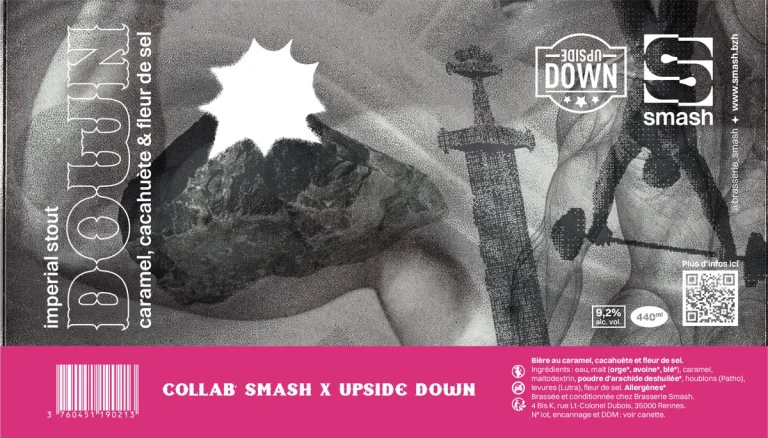 imperial stout
DOWN
caramel, cacahuète & fleur de sel
UPSIDE
DOWN
smash
@brasserie_smash ✦ www.smash.bzh
Plus d'infos ici
9,2%
alc. vol.
440ml
3 760451 190213
COLLAB' SMASH X UPSIDE DOWN
Bière au caramel, cacahuète et fleur de sel.
Ingrédients : eau, malt (orge*, avoine*, blé*), caramel,
maltodextrin, poudre d'arachide deshuilée*, houblons (Patho),
levures (Lutra), fleur de sel. Allergènes*
Brassée et conditionnée chez Brasserie Smash.
4 Bis K, rue Lt-Colonel Dubois, 35000 Rennes.
N° lot, encannage et DDM : voir canette.